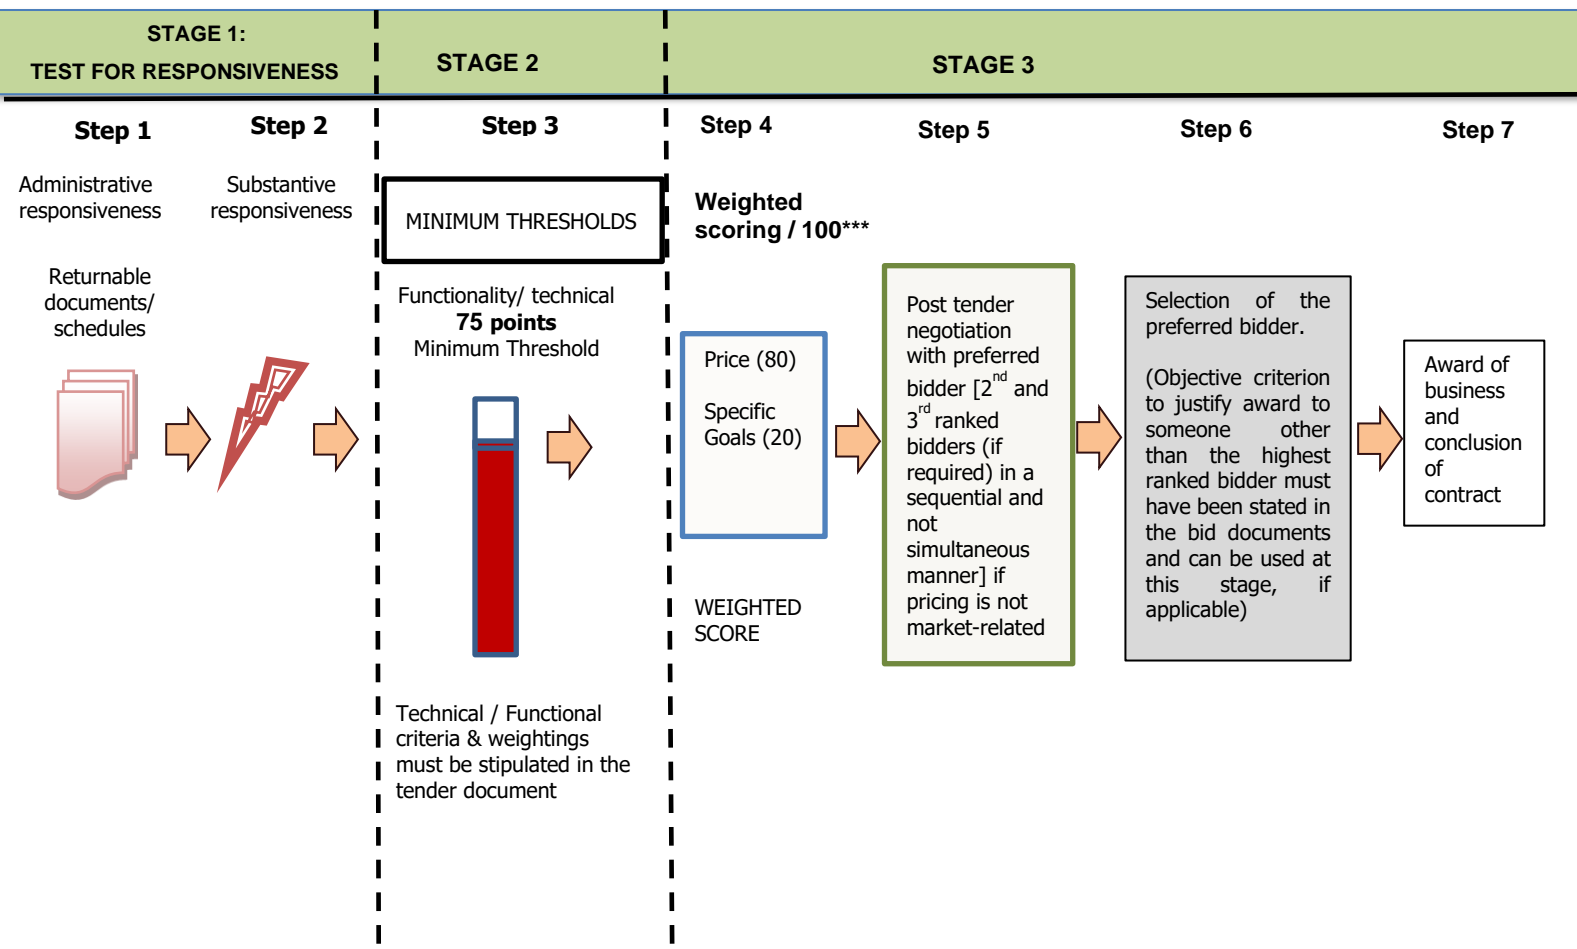 STAGE 1:
TEST FOR RESPONSIVENESS
STAGE 2
STAGE 3
Step 1
Step 2
Step 3
Step 4
Step 5
Step 6
Step 7
Administrative
responsiveness
Returnable
documents/
schedules
Substantive
responsiveness
MINIMUM THRESHOLDS
Functionality/ technical
75 points
Minimum Threshold
Technical / Functional
criteria & weightings
must be stipulated in the
tender document
Weighted
scoring / 100***
Price (80)
Specific
Goals (20)
WEIGHTED
SCORE
Post tender
negotiation
with preferred
bidder [2nd and
3rd ranked
bidders (if
required) in a
sequential and
not
simultaneous
manner] if
pricing is not
market-related
Selection of the
preferred bidder.
(Objective criterion
to justify award to
someone other
than the highest
ranked bidder must
have been stated in
the bid documents
and can be used at
this stage, if
applicable)
Award of
business
and
conclusion
of
contract